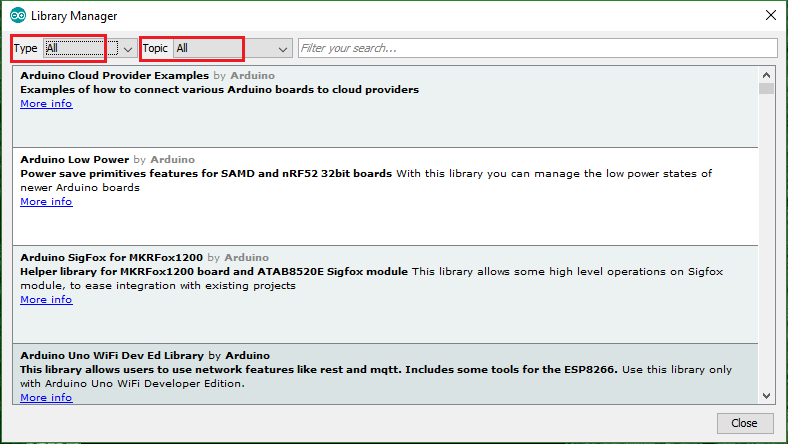 Library Manager
Type All Topic All Filter your search...
Arduino Cloud Provider Examples by Arduino
Examples of how to connect various Arduino boards to cloud providers
More info
Arduino Low Power by Arduino
Power save primitives features for SAMD and nRF52 32bit boards With this library you can manage the low power states of
newer Arduino boards
More info
Arduino SigFox for MKRFox1200 by Arduino
Helper library for MKRFox1200 board and ATAB8520E Sigfox module This library allows some high level operations on Sigfox
module, to ease integration with existing projects
More info
Arduino Uno WiFi Dev Ed Library by Arduino
This library allows users to use network features like rest and mqtt. Includes some tools for the ESP8266. Use this library only
with Arduino Uno WiFi Developer Edition.
More info
Close